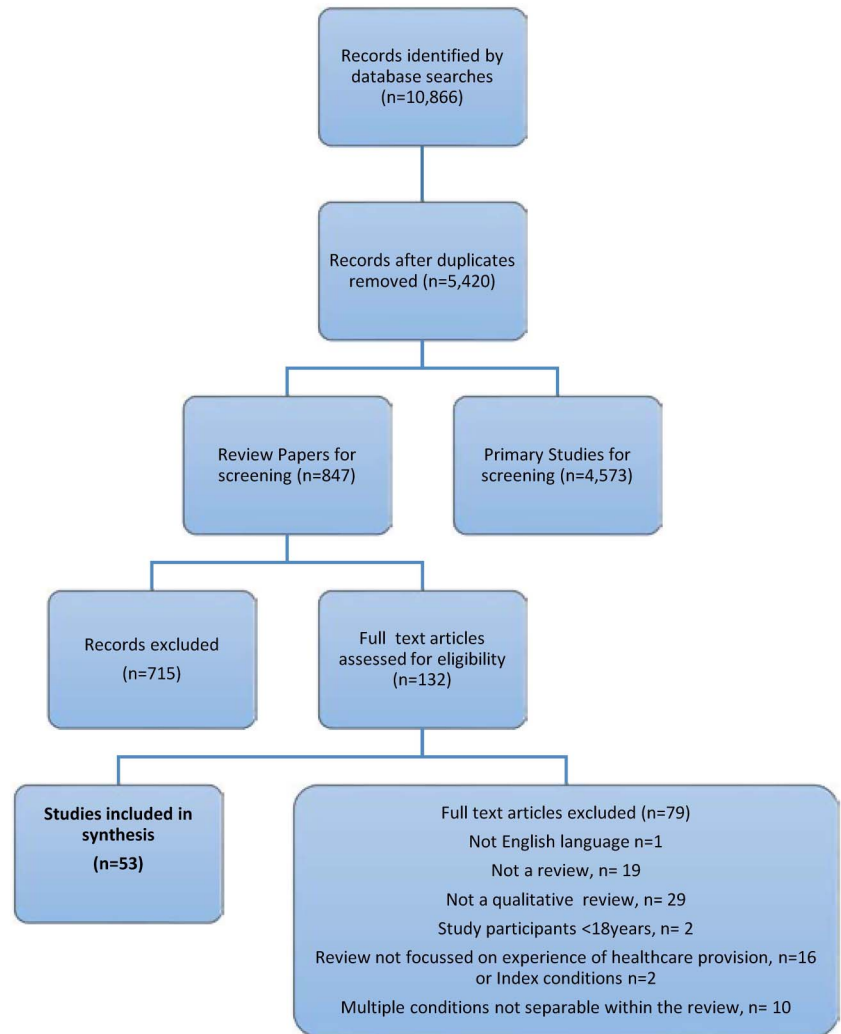 Records identified by
database searches
(n=10,866)
Records after duplicates
removed (n=5,420)
Review Papers for
screening (n=847)
Primary Studies for
screening (n=4,573)
Records excluded
(n=715)
Full text articles
assessed for eligibility
(n=132)
Studies included in
synthesis
(n=53)
Full text articles excluded (n=79)
Not English language n=1
Not a review, n= 19
Not a qualitative review, n= 29
Study participants <18years, n= 2
Review not focussed on experience of healthcare provision, n=16
or Index conditions n=2
Multiple conditions not separable within the review, n= 10